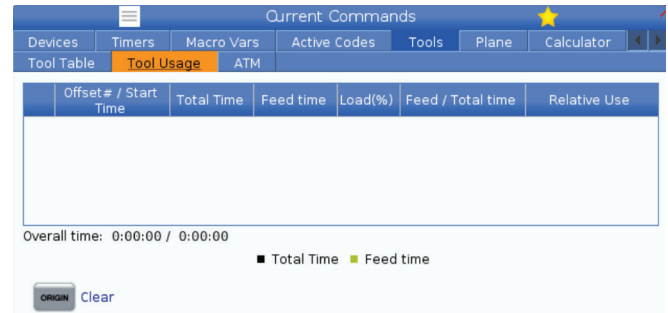 Current Commands
Devices Timers Macro Vars Active Codes Tools Plane Calculator
Tool Table Tool Usage ATM
Offset# / Start Time Total Time Feed time Load(%) Feed / Total time Relative Use
Overall time: 0:00:00 / 0:00:00
Total Time Feed time
ORIGIN Clear